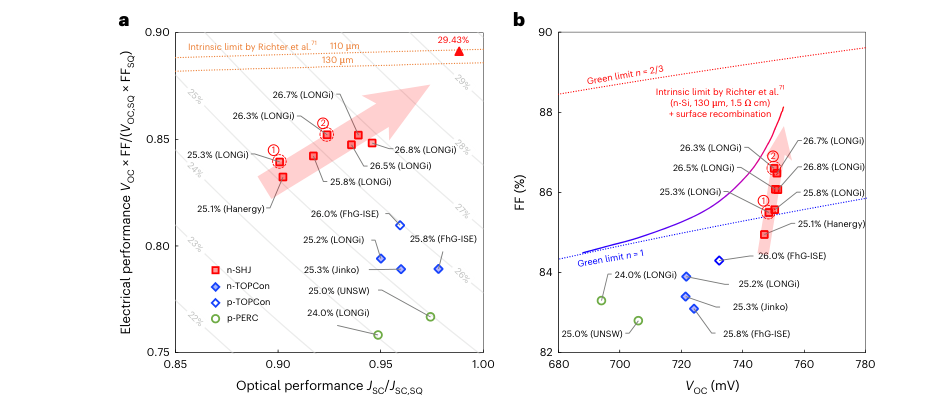 a
Electrical performance VOC × FF/(VOC,SQ × FFSQ)
0.90
0.85
0.80
0.75
Intrinsic limit by Richter et al.71
110 μm
130 μm
29.43%
29%
28%
27%
26%
25%
24%
23%
22%
26.7% (LONGi)
26.3% (LONGi)
2
1
25.3% (LONGi)
26.8% (LONGi)
26.5% (LONGi)
25.8% (LONGi)
25.1% (Hanergy)
26.0% (FhG-ISE)
25.2% (LONGi)
25.8% (FhG-ISE)
25.3% (Jinko)
25.0% (UNSW)
24.0% (LONGi)
n-SHJ
n-TOPCon
p-TOPCon
p-PERC
0.85
0.90
0.95
1.00
Optical performance JSC/JSC,SQ
b
FF (%)
90
88
86
84
82
Green limit n = 2/3
Intrinsic limit by Richter et al.71
(n-Si, 130 μm, 1.5 Ω cm)
+ surface recombination
26.3% (LONGi)
2
26.7% (LONGi)
26.5% (LONGi)
26.8% (LONGi)
25.3% (LONGi)
1
25.8% (LONGi)
25.1% (Hanergy)
Green limit n = 1
26.0% (FhG-ISE)
24.0% (LONGi)
25.2% (LONGi)
25.3% (Jinko)
25.0% (UNSW)
25.8% (FhG-ISE)
680
700
720
740
760
780
VOC (mV)